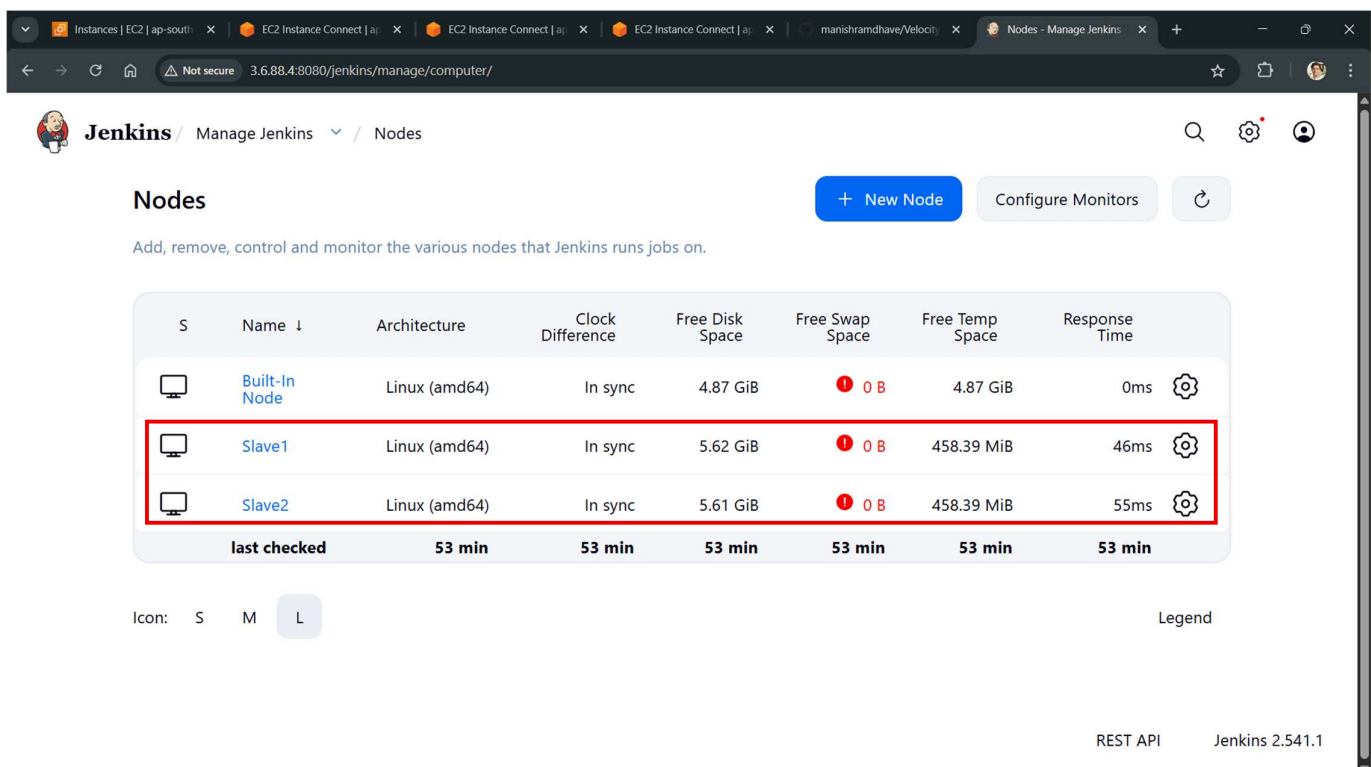 Instances | EC2 | ap-south
EC2 Instance Connect | ap
EC2 Instance Connect | ap
EC2 Instance Connect | ap
manishramdhave/Velocity
Nodes - Manage Jenkins
Not secure 3.6.88.4:8080/jenkins/manage/computer/
Jenkins / Manage Jenkins / Nodes
Nodes
+ New Node
Configure Monitors
Add, remove, control and monitor the various nodes that Jenkins runs jobs on.
S Name ↓ Architecture Clock Difference Free Disk Space Free Swap Space Free Temp Space Response Time
Built-In Node Linux (amd64) In sync 4.87 GiB 0 B 4.87 GiB 0ms
Slave1 Linux (amd64) In sync 5.62 GiB 0 B 458.39 MiB 46ms
Slave2 Linux (amd64) In sync 5.61 GiB 0 B 458.39 MiB 55ms
last checked 53 min 53 min 53 min 53 min 53 min 53 min
Icon: S M L
Legend
REST API Jenkins 2.541.1